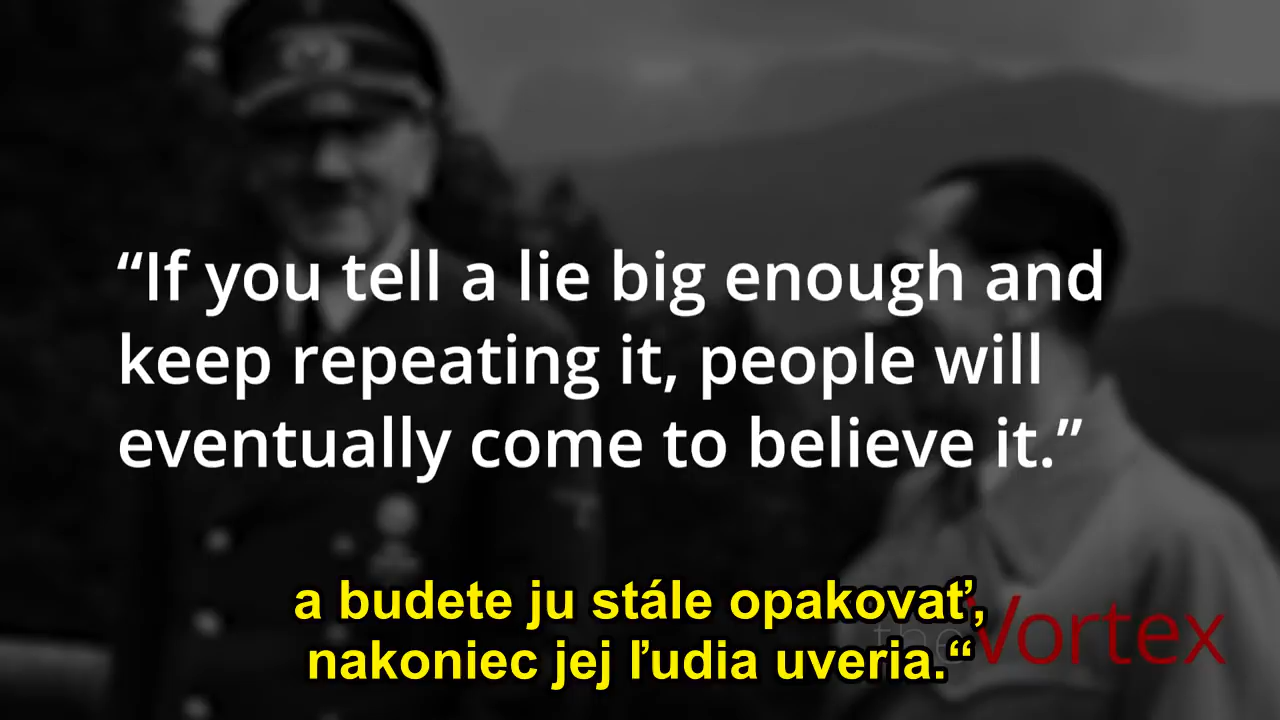 “If you tell a lie big enough and
keep repeating it, people will
eventually come to believe it.”
a budete ju stále opakovať,
nakoniec jej ľudia uveria.“
the Vortex